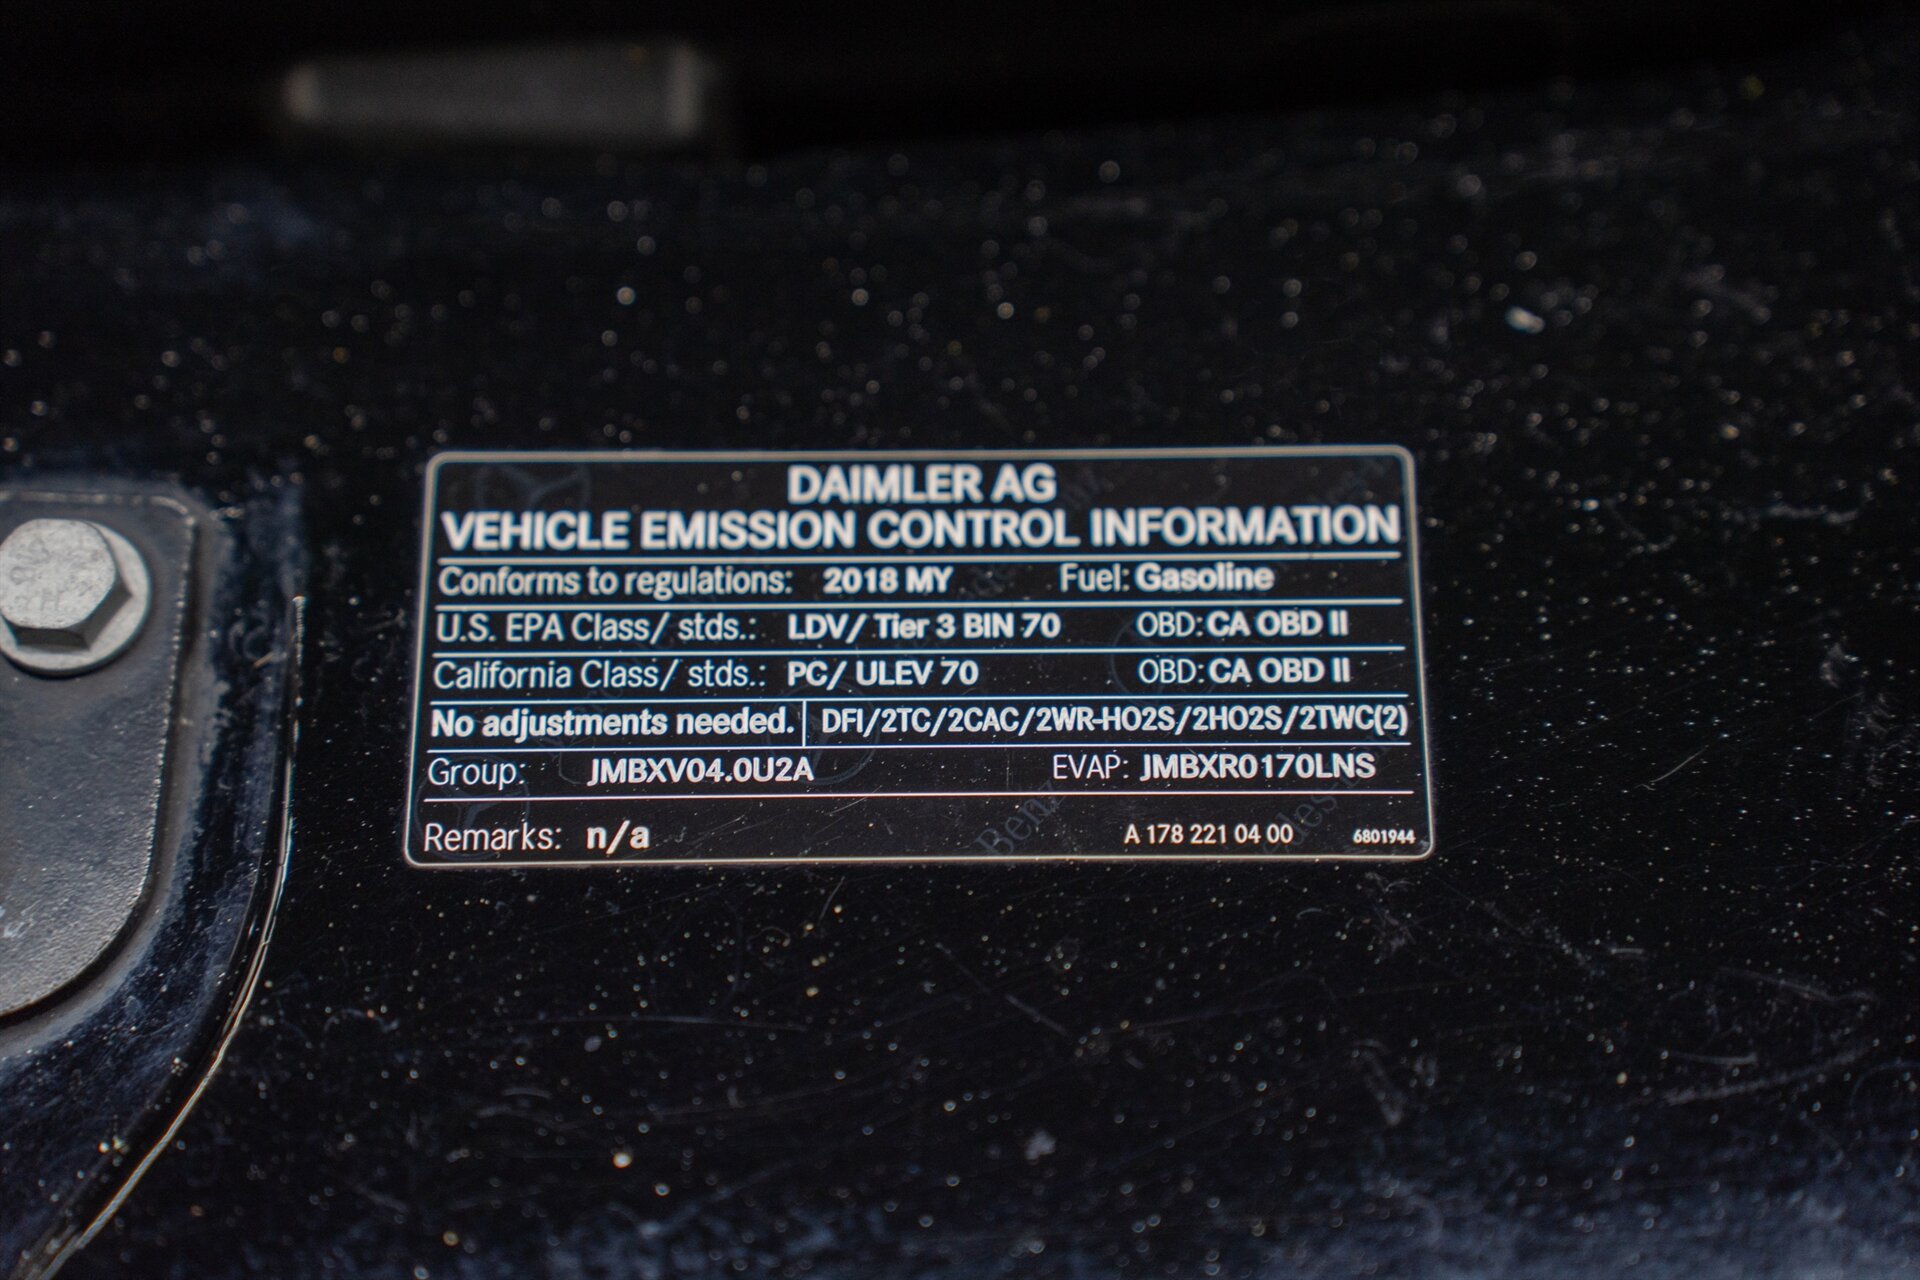 DAIMLER AG
VEHICLE EMISSION CONTROL INFORMATION
Conforms to regulations: 2018 MY Fuel: Gasoline
U.S. EPA Class/ stds.: LDV/ Tier 3 BIN 70 OBD: CA OBD II
California Class/ stds.: PC/ ULEV 70 OBD: CA OBD II
No adjustments needed. DFI/2TC/2CAC/2WR-HO2S/2HO2S/2TWC(2)
Group: JMBXV04.0U2A EVAP: JMBXR0170LNS
Remarks: n/a A 178 221 04 00 6801944